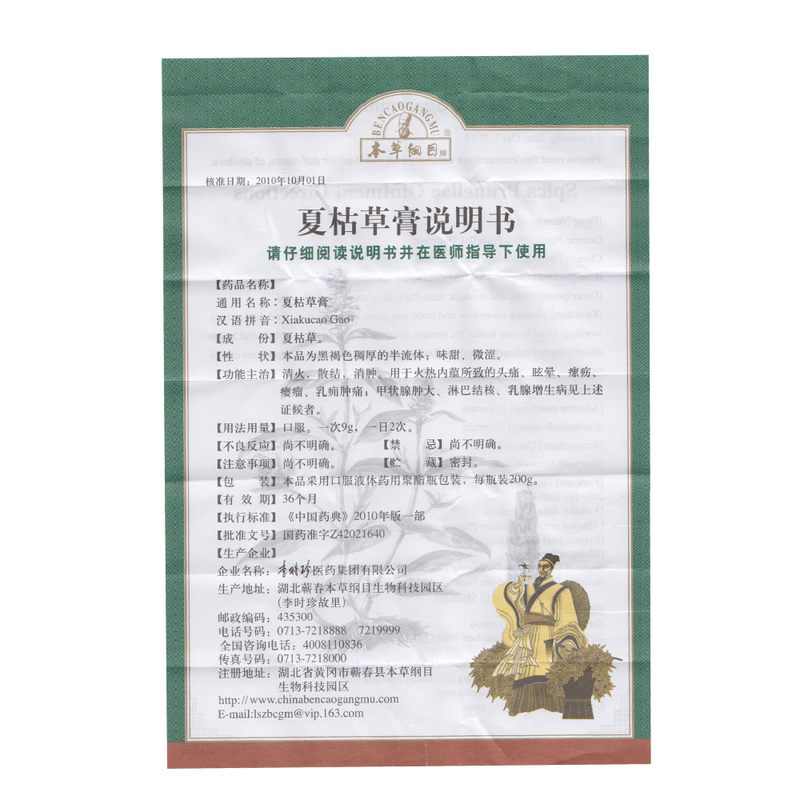 BENCAOGANGMU
本草纲目牌
®
核准日期：2010年10月01日
夏枯草膏说明书
请仔细阅读说明书并在医师指导下使用
【药品名称】
通用名称：夏枯草膏
汉语拼音：Xiakucao Gao
【成 份】夏枯草。
【性 状】本品为黑褐色稠厚的半流体；味甜、微涩。
【功能主治】清火，散结，消肿。用于火热内蕴所致的头痛、眩晕、瘰疬、
瘿瘤、乳痈肿痛；甲状腺肿大、淋巴结核、乳腺增生病见上述
证候者。
【用法用量】口服。一次9g，一日2次。
【不良反应】尚不明确。 【禁 忌】尚不明确。
【注意事项】尚不明确。 【贮 藏】密封。
【包 装】本品采用口服液体药用聚酯瓶包装，每瓶装200g。
【有 效 期】36个月
【执行标准】《中国药典》2010年版一部
【批准文号】国药准字Z42021640
【生产企业】
企业名称：李时珍医药集团有限公司
生产地址：湖北蕲春本草纲目生物科技园区
（李时珍故里）
邮政编码：435300
电话号码：0713-7218888 7219999
全国咨询电话：4008110836
传真号码：0713-7218000
注册地址：湖北省黄冈市蕲春县本草纲目
生物科技园区
http://www.chinabencaogangmu.com
E-mail:lszbcgm@vip.163.com